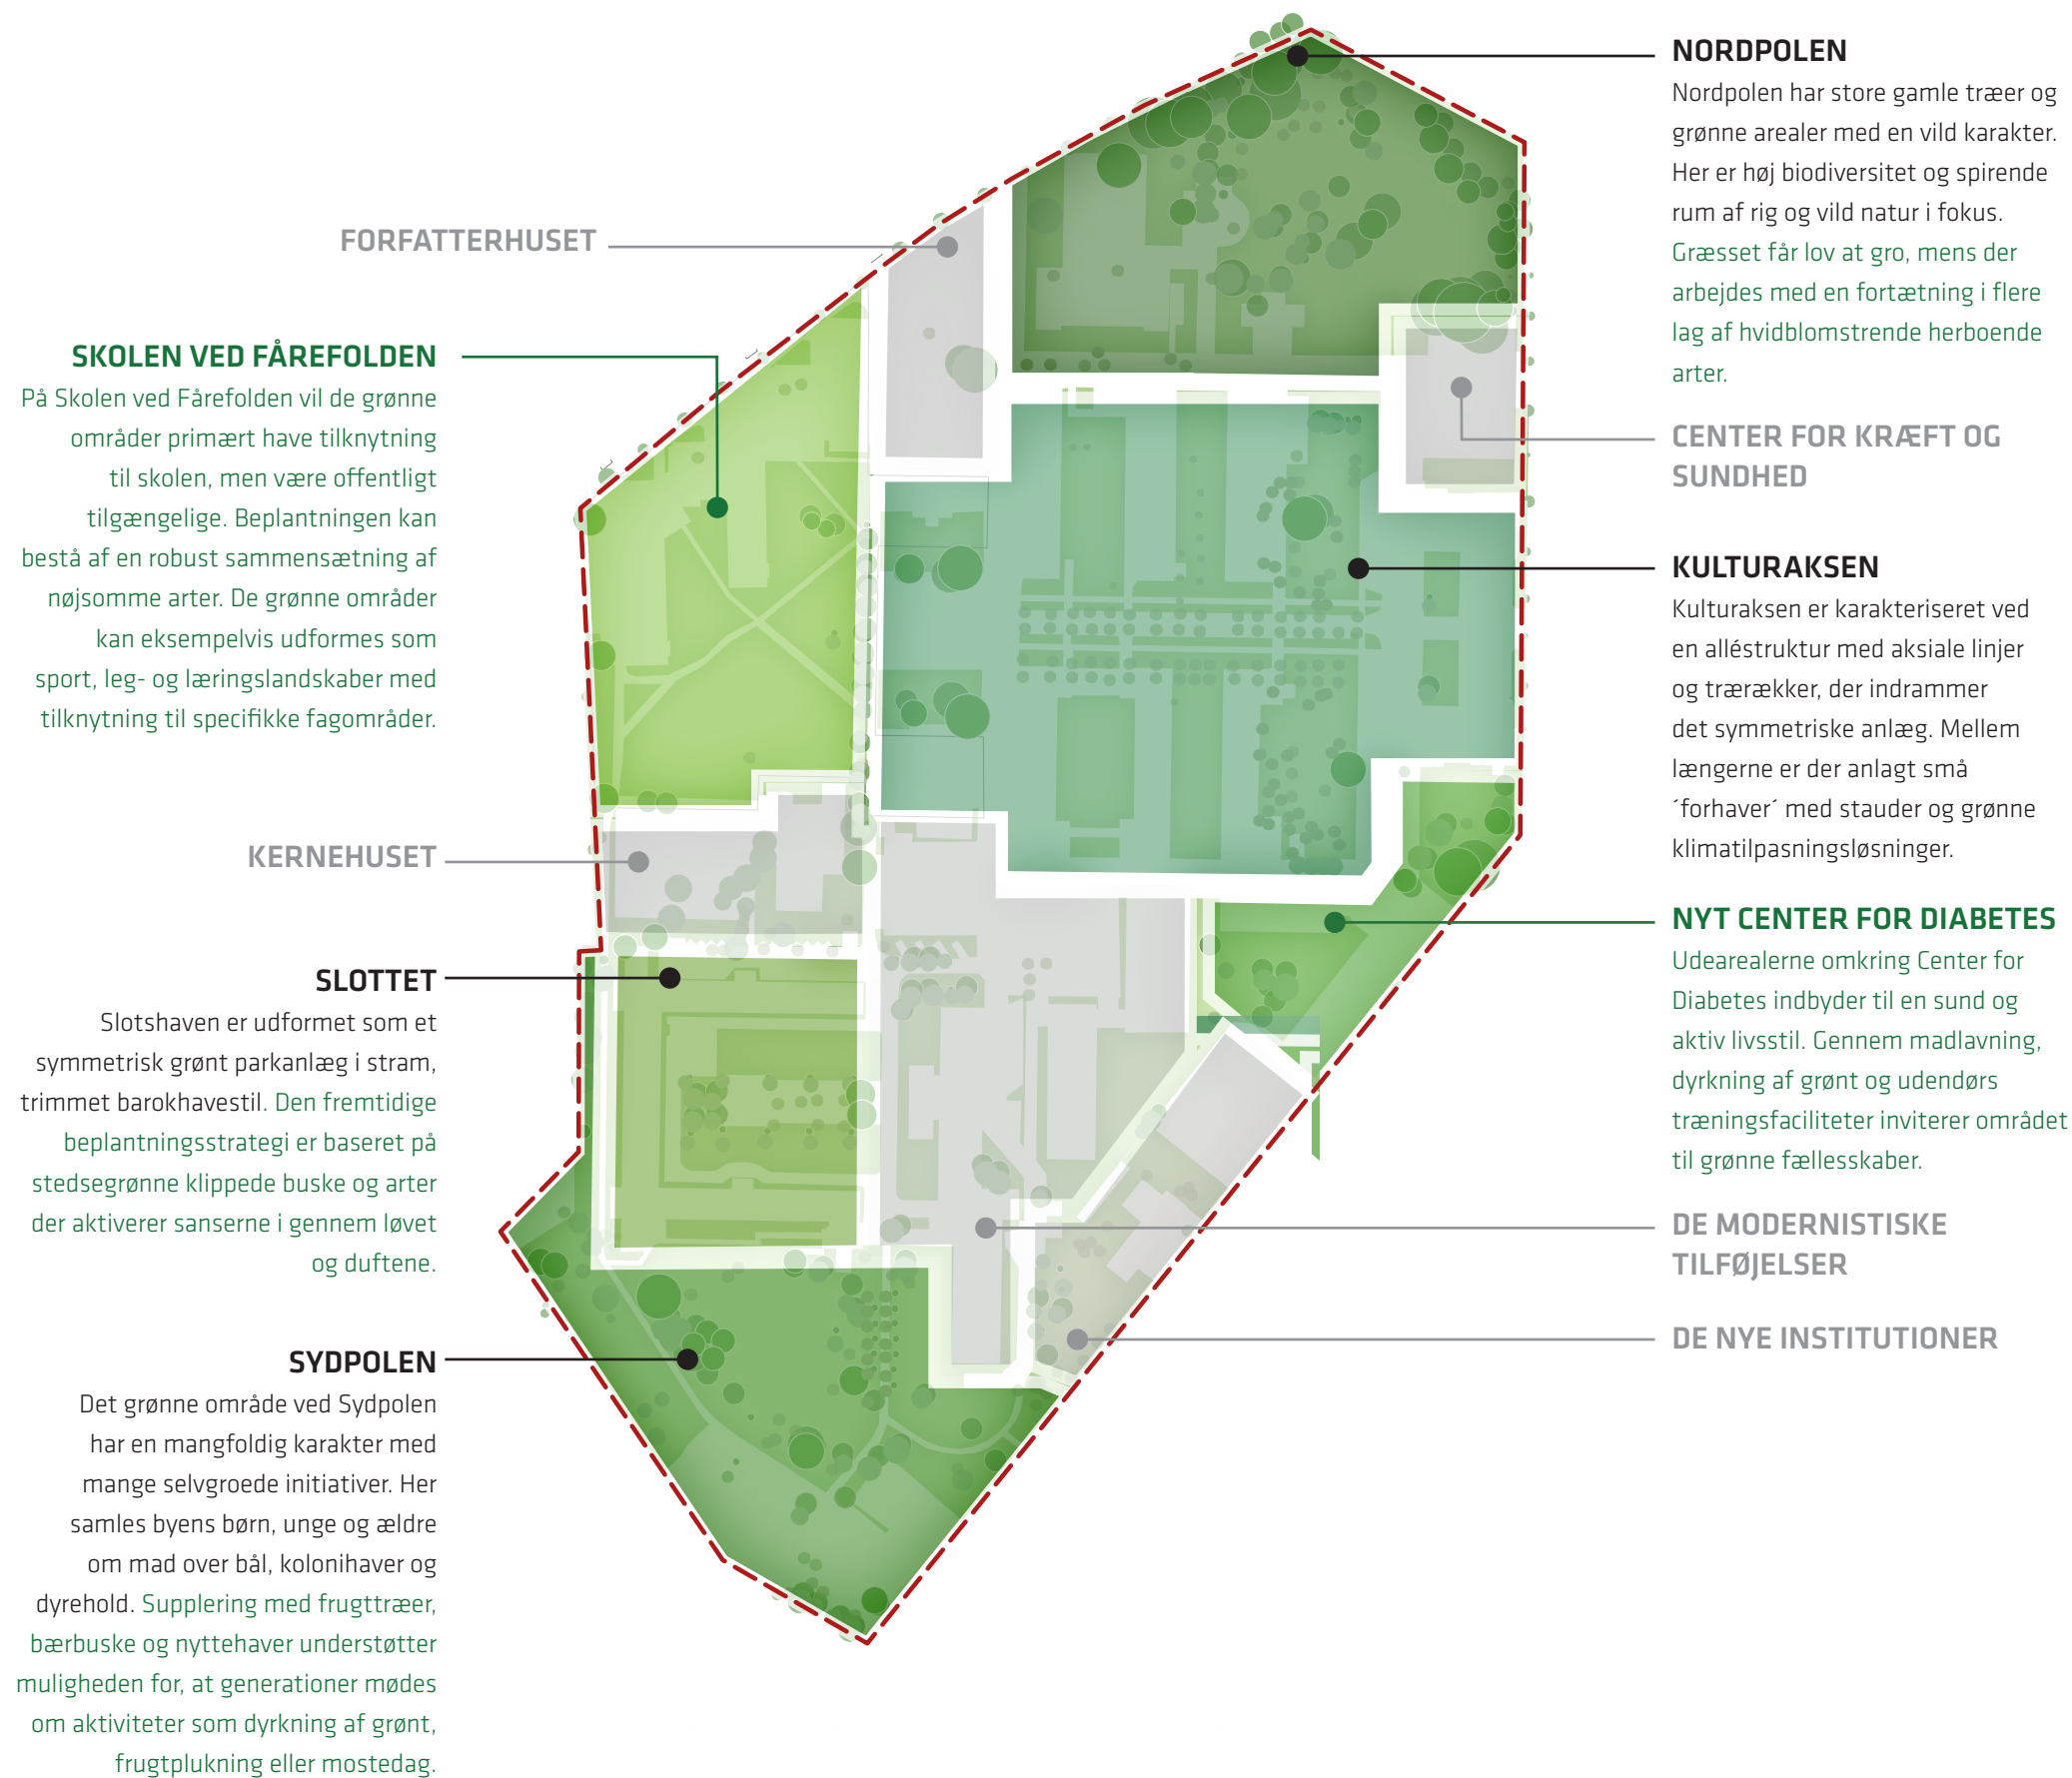 FORFATTERHUSET
SKOLEN VED FÅREFOLDEN
På Skolen ved Fårefolden vil de grønne
områder primært have tilknytning
til skolen, men være offentligt
tilgængelige. Beplantningen kan
bestå af en robust sammensætning af
nøjsomme arter. De grønne områder
kan eksempelvis udformes som
sport, leg- og læringslandskaber med
tilknytning til specifikke fagområder.
KERNEHUSET
SLOTTET
Slotshaven er udformet som et
symmetrisk grønt parkanlæg i stram,
trimmet barokhavestil. Den fremtidige
beplantningsstrategi er baseret på
stedsegrønne klippede buske og arter
der aktiverer sanserne i gennem løvet
og duftene.
SYDPOLEN
Det grønne område ved Sydpolen
har en mangfoldig karakter med
mange selvgroede initiativer. Her
samles byens børn, unge og ældre
om mad over bål, kolonihaver og
dyrehold. Supplering med frugttræer,
bærbuske og nyttehaver understøtter
muligheden for, at generationer mødes
om aktiviteter som dyrkning af grønt,
frugtplukning eller mostedag.
NORDPOLEN
Nordpolen har store gamle træer og
grønne arealer med en vild karakter.
Her er høj biodiversitet og spirende
rum af rig og vild natur i fokus.
Græsset får lov at gro, mens der
arbejdes med en fortætning i flere
lag af hvidblomstrende herboende
arter.
CENTER FOR KRÆFT OG
SUNDHED
KULTURAKSEN
Kulturaksen er karakteriseret ved
en alléstruktur med aksiale linjer
og trærækker, der indrammer
det symmetriske anlæg. Mellem
længerne er der anlagt små
´forhaver´ med stauder og grønne
klimatilpasningsløsninger.
NYT CENTER FOR DIABETES
Udearealerne omkring Center for
Diabetes indbyder til en sund og
aktiv livsstil. Gennem madlavning,
dyrkning af grønt og udendørs
træningsfaciliteter inviterer området
til grønne fællesskaber.
DE MODERNISTISKE
TILFØJELSER
DE NYE INSTITUTIONER